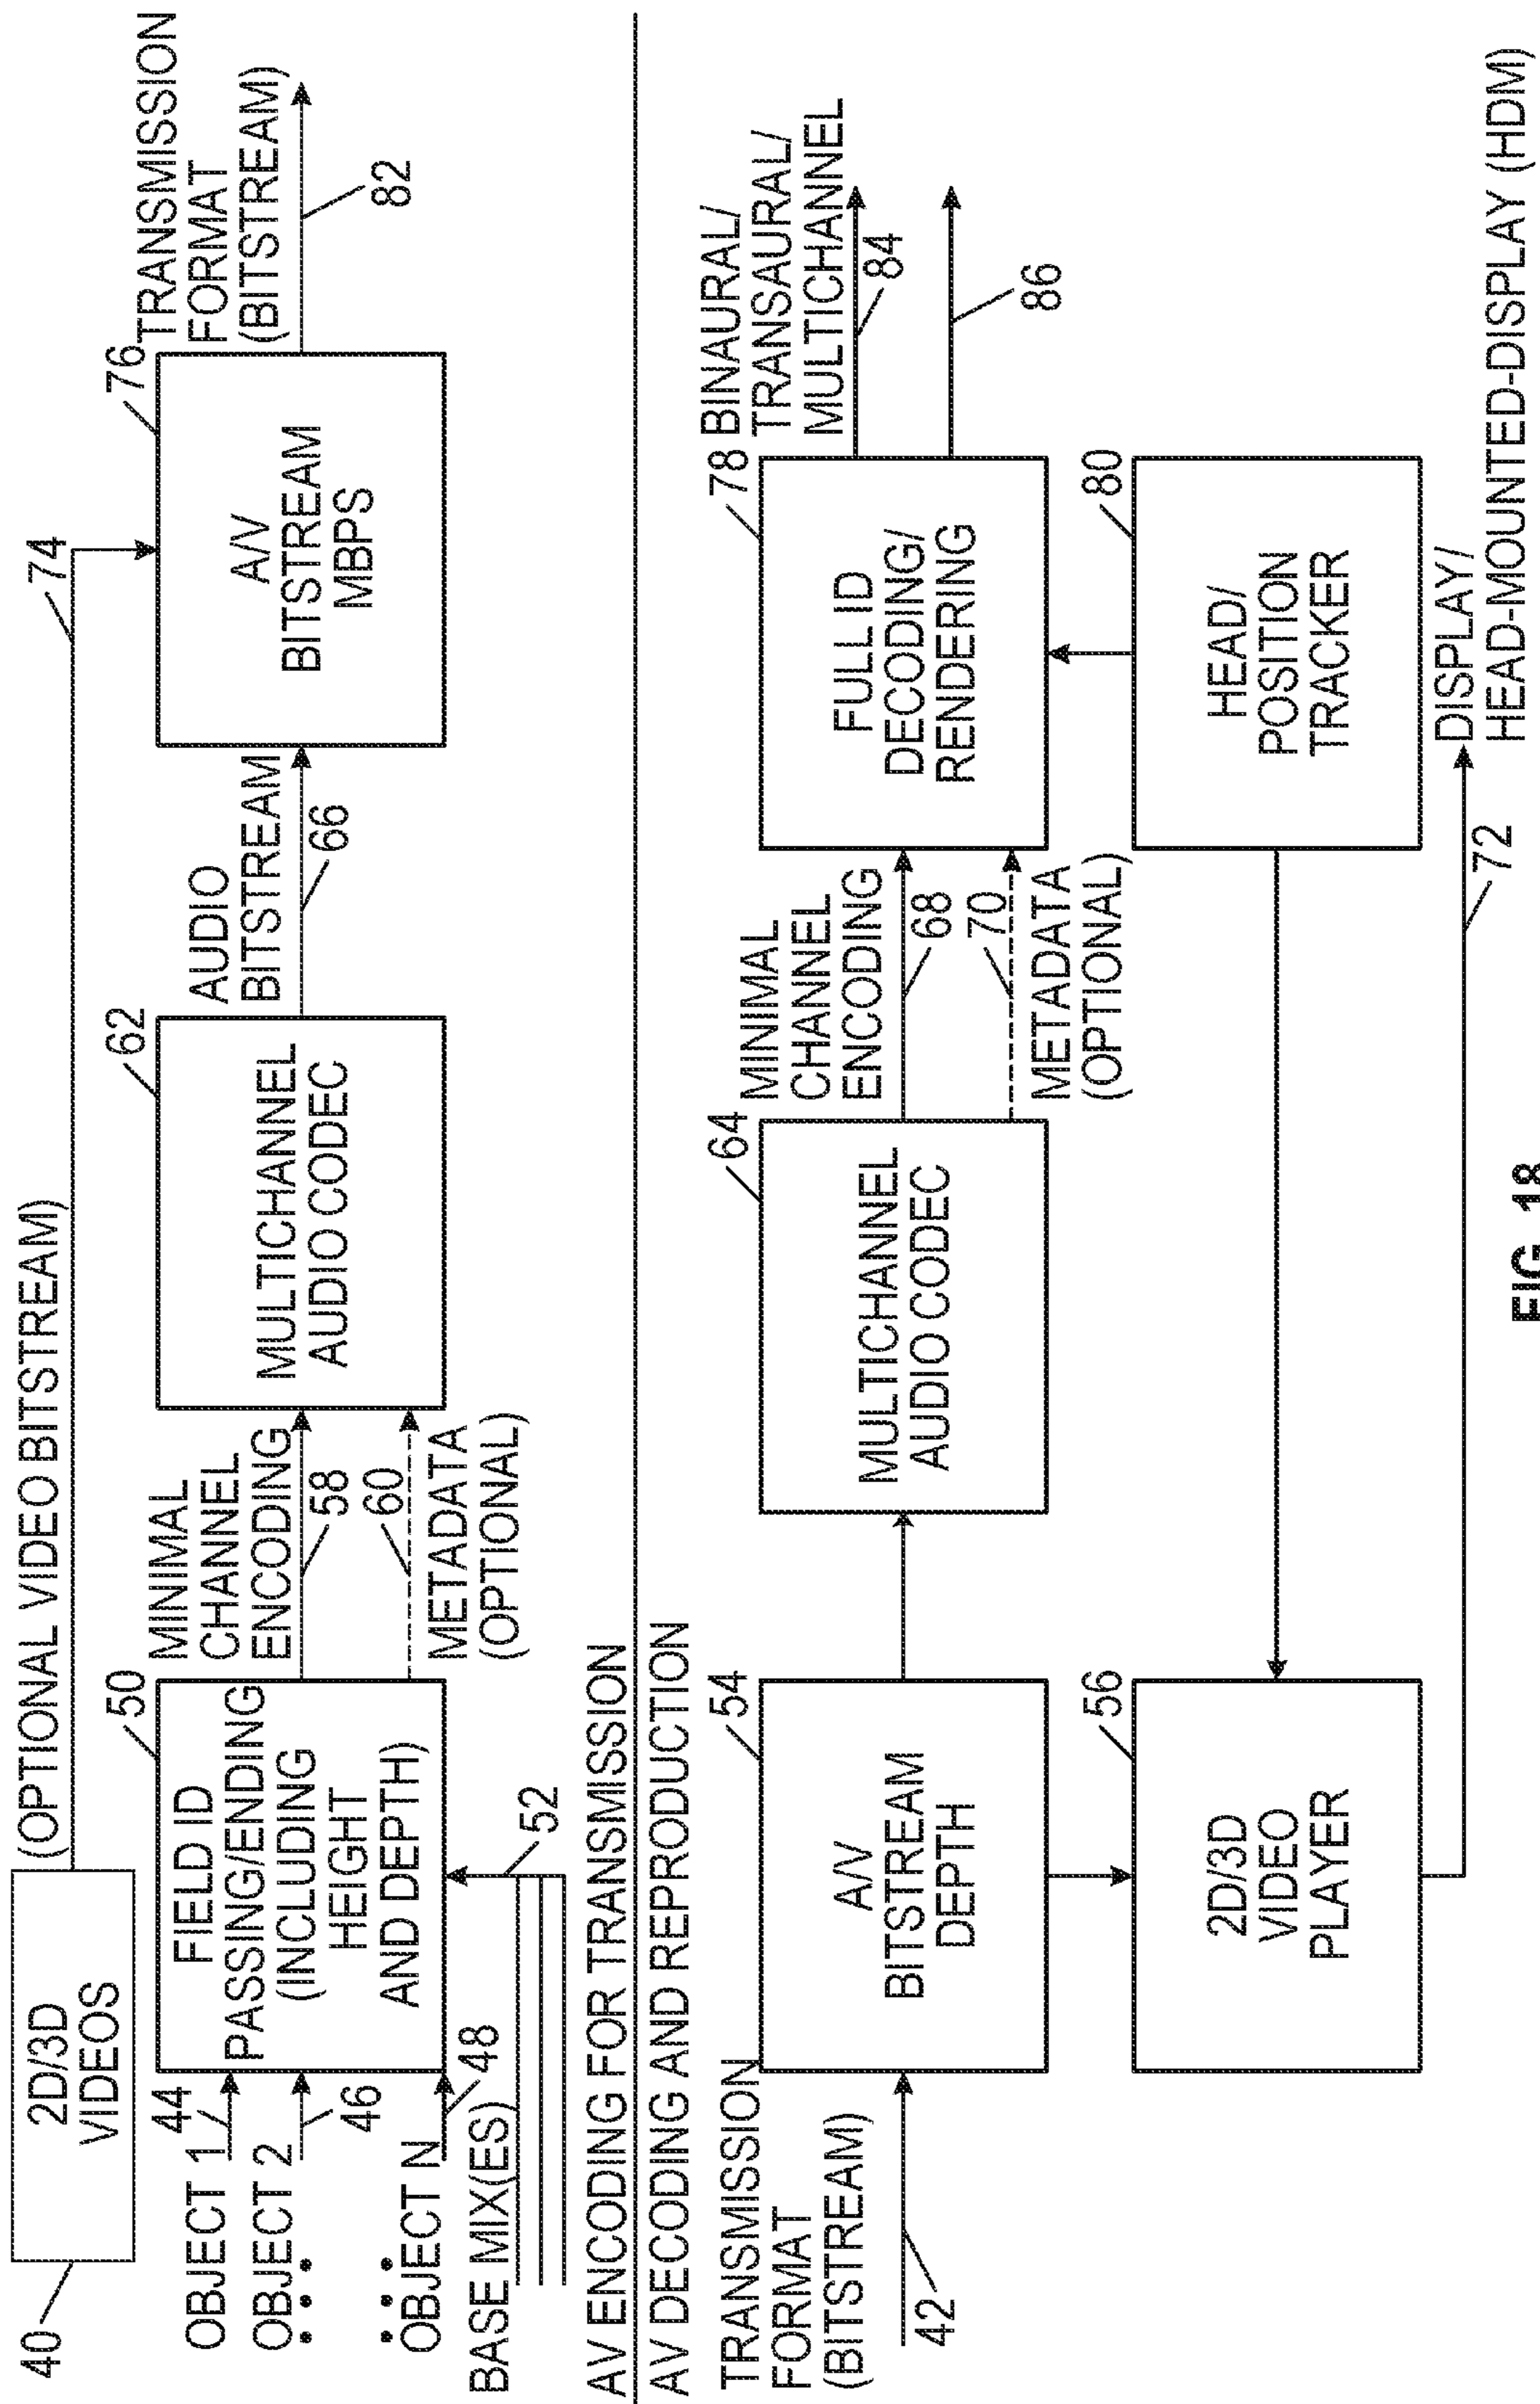 40
2D/3D
VIDEOS
(OPTIONAL VIDEO BITSTREAM)
74
OBJECT 1
44
OBJECT 2
46
OBJECT N
48
BASE MIX(ES)
52
50
FIELD ID
PASSING/ENDING
(INCLUDING
HEIGHT
AND DEPTH)
MINIMAL
CHANNEL
ENCODING
58
60
METADATA
(OPTIONAL)
62
MULTICHANNEL
AUDIO CODEC
AUDIO
BITSTREAM
66
76
A/V
BITSTREAM
MBPS
TRANSMISSION
FORMAT
(BITSTREAM)
82
AV ENCODING FOR TRANSMISSION
AV DECODING AND REPRODUCTION
TRANSMISSION
FORMAT
(BITSTREAM)
42
54
A/V
BITSTREAM
DEPTH
64
MULTICHANNEL
AUDIO CODEC
MINIMAL
CHANNEL
ENCODING
68
70
METADATA
(OPTIONAL)
78
FULL ID
DECODING/
RENDERING
BINAURAL/
TRANSAURAL/
MULTICHANNEL
84
86
56
2D/3D
VIDEO
PLAYER
80
HEAD/
POSITION
TRACKER
72
DISPLAY/
HEAD-MOUNTED-DISPLAY (HDM)
FIG. 18